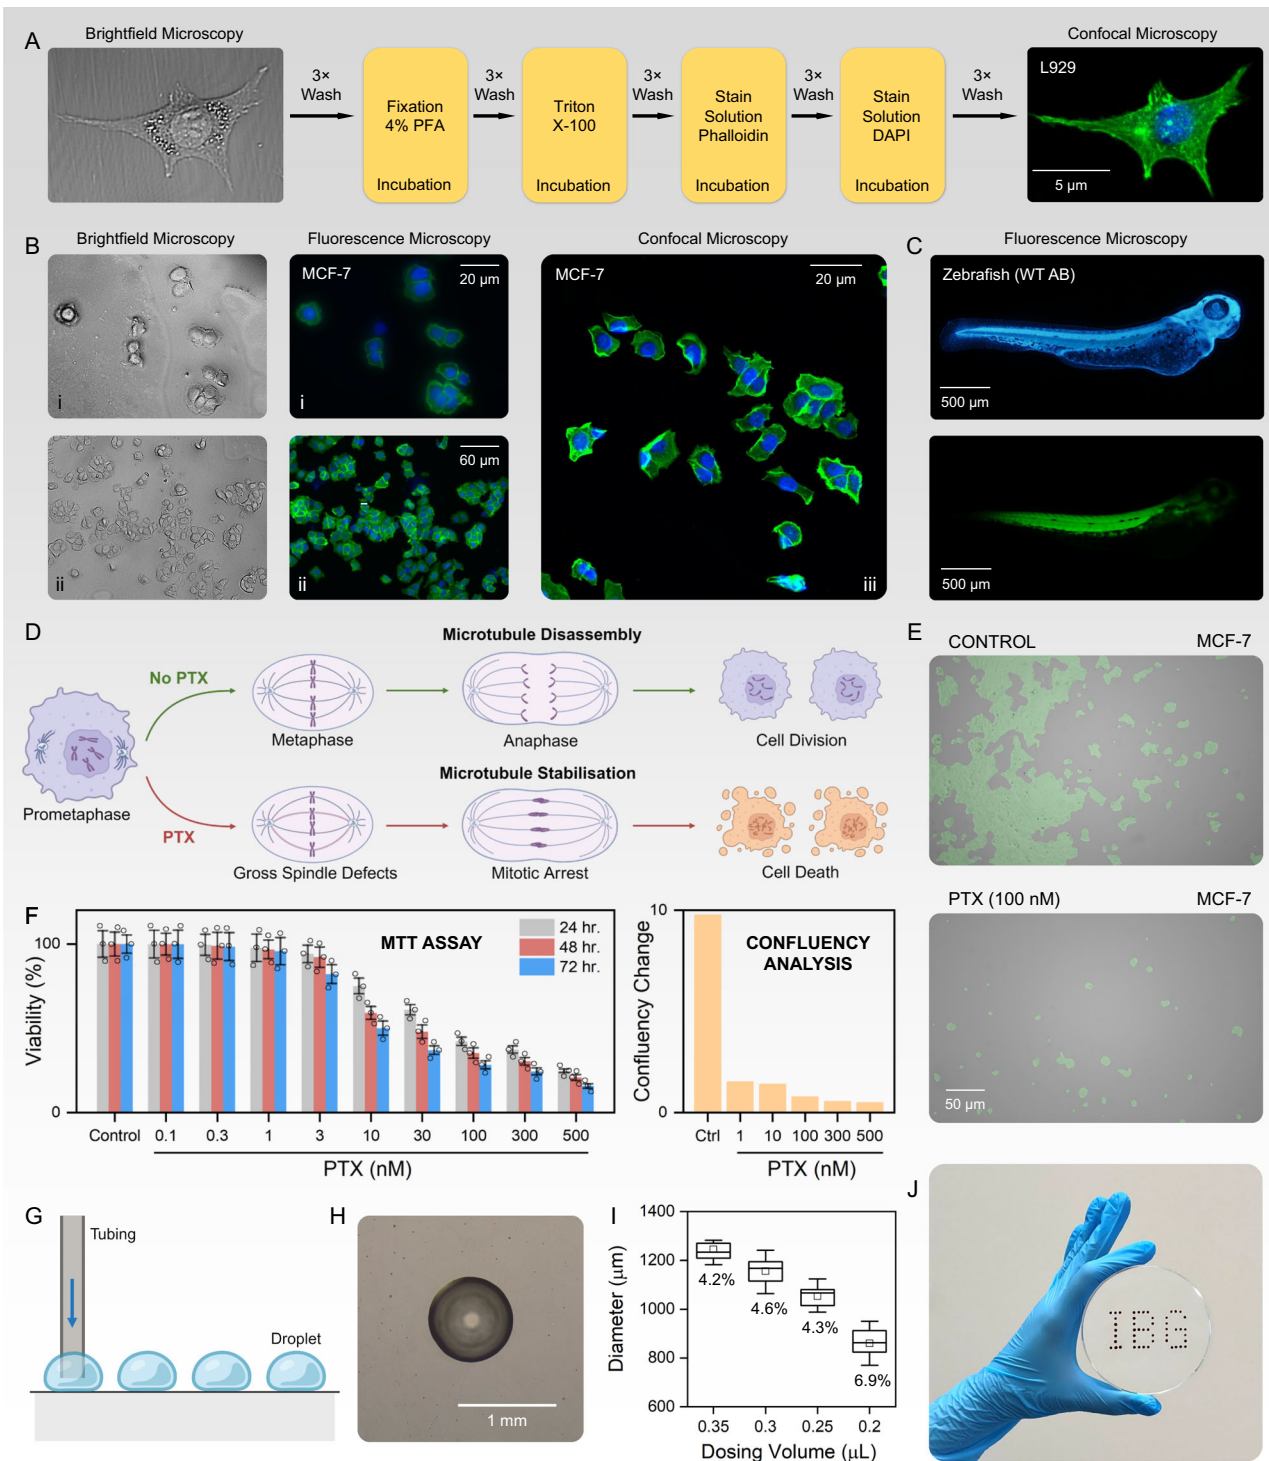 A
Brightfield Microscopy
3×
Wash
Fixation
4% PFA
Incubation
3×
Wash
Triton
X-100
Incubation
3×
Wash
Stain
Solution
Phalloidin
Incubation
3×
Wash
Stain
Solution
DAPI
Incubation
3×
Wash
Confocal Microscopy
L929
5 µm
B
Brightfield Microscopy
i
ii
Fluorescence Microscopy
MCF-7
20 µm
i
60 µm
ii
Confocal Microscopy
MCF-7
20 µm
iii
C
Fluorescence Microscopy
Zebrafish (WT AB)
500 µm
500 µm
D
Microtubule Disassembly
No PTX
Metaphase
Anaphase
Cell Division
Prometaphase
Microtubule Stabilisation
PTX
Gross Spindle Defects
Mitotic Arrest
Cell Death
E
CONTROL MCF-7
PTX (100 nM) MCF-7
50 µm
F
MTT ASSAY
24 hr.
48 hr.
72 hr.
Viability (%)
100
0
Control 0.1 0.3 1 3 10 30 100 300 500
PTX (nM)
CONFLUENCY
ANALYSIS
Confluency Change
10
0
Ctrl 1 10 100 300 500
PTX (nM)
G
Tubing
Droplet
H
1 mm
I
Diameter (µm)
1400
1200
1000
800
600
4.2%
4.6%
4.3%
6.9%
0.35 0.3 0.25 0.2
Dosing Volume (µL)
J
IBG